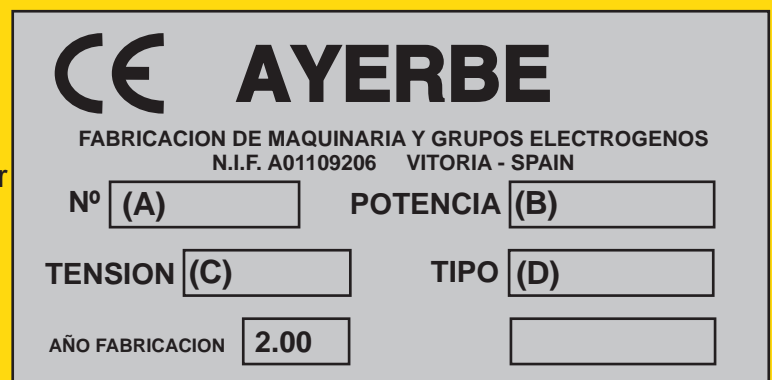 CE AYERBE
FABRICACION DE MAQUINARIA Y GRUPOS ELECTROGENOS
N.I.F. A01109206 VITORIA - SPAIN
r
Nº (A) POTENCIA (B)
TENSION (C) TIPO (D)
AÑO FABRICACION 2.00